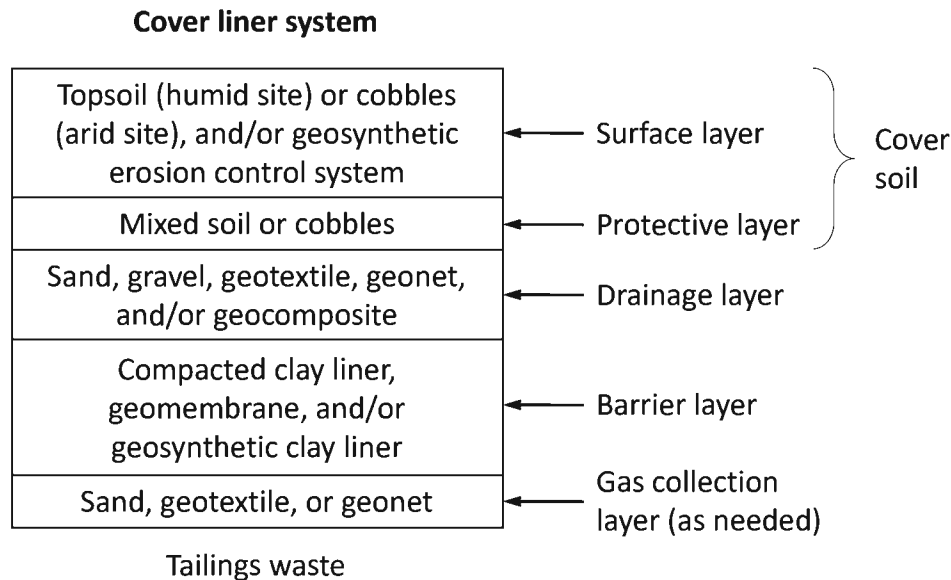 Cover liner system
Topsoil (humid site) or cobbles
(arid site), and/or geosynthetic
erosion control system
Surface layer
Cover
soil
Mixed soil or cobbles
Protective layer
Sand, gravel, geotextile, geonet,
and/or geocomposite
Drainage layer
Compacted clay liner,
geomembrane, and/or
geosynthetic clay liner
Barrier layer
Sand, geotextile, or geonet
Gas collection
layer (as needed)
Tailings waste